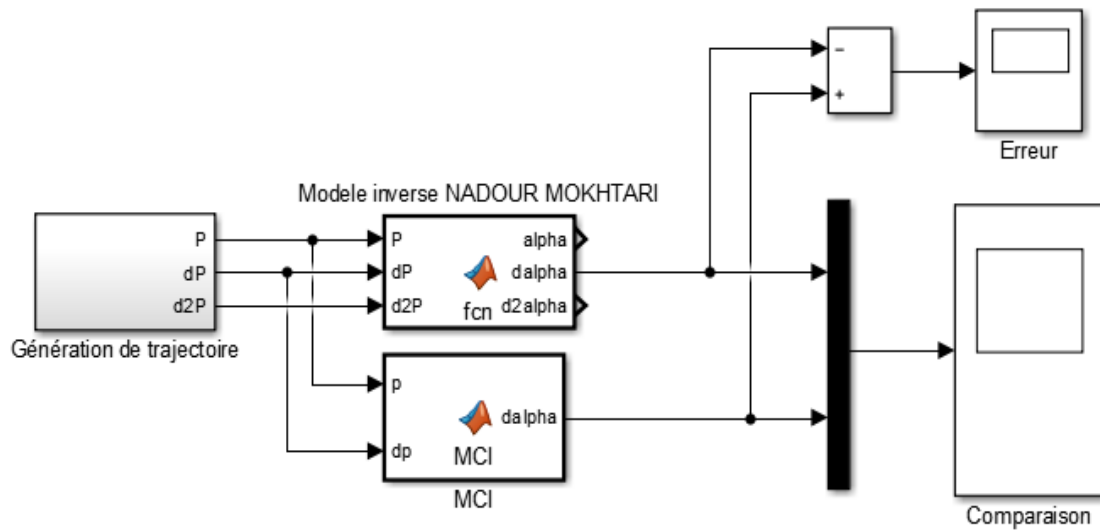 −
+
Erreur
Modele inverse NADOUR MOKHTARI
P
dP
d2P
Génération de trajectoire
P
dP
d2P
fcn
alpha
dalpha
d2alpha
p
dp
dalpha
MCI
MCI
Comparaison